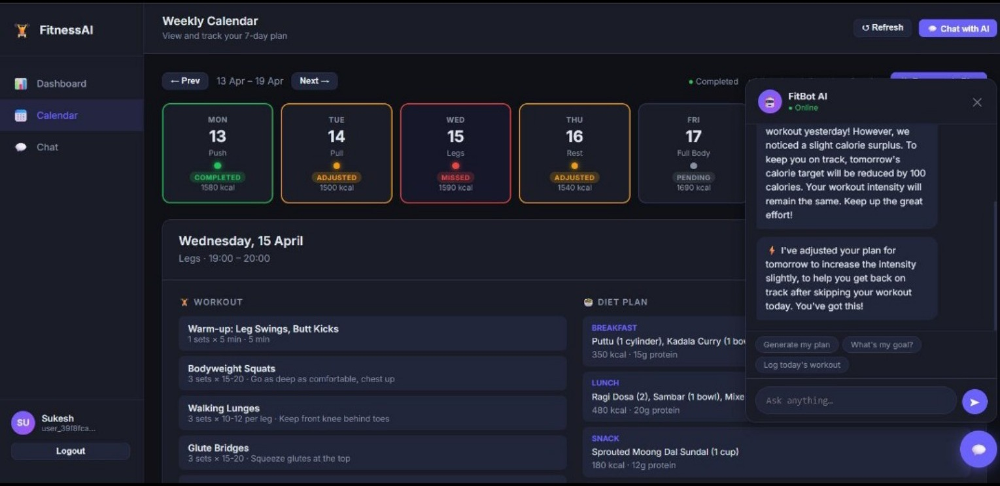 FitnessAI
Dashboard
Calendar
Chat
SU
Sukesh
user_39f8fca...
Logout
Weekly Calendar
View and track your 7-day plan
↺ Refresh
Chat with AI
← Prev
13 Apr – 19 Apr
Next →
Completed
MON
13
Push
COMPLETED
1580 kcal
TUE
14
Pull
ADJUSTED
1500 kcal
WED
15
Legs
MISSED
1590 kcal
THU
16
Rest
ADJUSTED
1540 kcal
FRI
17
Full Body
PENDING
1690 kcal
Wednesday, 15 April
Legs · 19:00 – 20:00
WORKOUT
Warm-up: Leg Swings, Butt Kicks
1 sets × 5 min · 5 min
Bodyweight Squats
3 sets × 15-20 · Go as deep as comfortable, chest up
Walking Lunges
3 sets × 10-12 per leg · Keep front knee behind toes
Glute Bridges
3 sets × 15-20 · Squeeze glutes at the top
DIET PLAN
BREAKFAST
Puttu (1 cylinder), Kadala Curry (1 bow
350 kcal · 15g protein
LUNCH
Ragi Dosa (2), Sambar (1 bowl), Mixe
480 kcal · 20g protein
SNACK
Sprouted Moong Dal Sundal (1 cup)
180 kcal · 12g protein
FitBot AI
Online
workout yesterday! However, we
noticed a slight calorie surplus. To
keep you on track, tomorrow's
calorie target will be reduced by 100
calories. Your workout intensity will
remain the same. Keep up the great
effort!
⚡ I've adjusted your plan for
tomorrow to increase the intensity
slightly, to help you get back on
track after skipping your workout
today. You've got this!
Generate my plan
What's my goal?
Log today's workout
Ask anything…